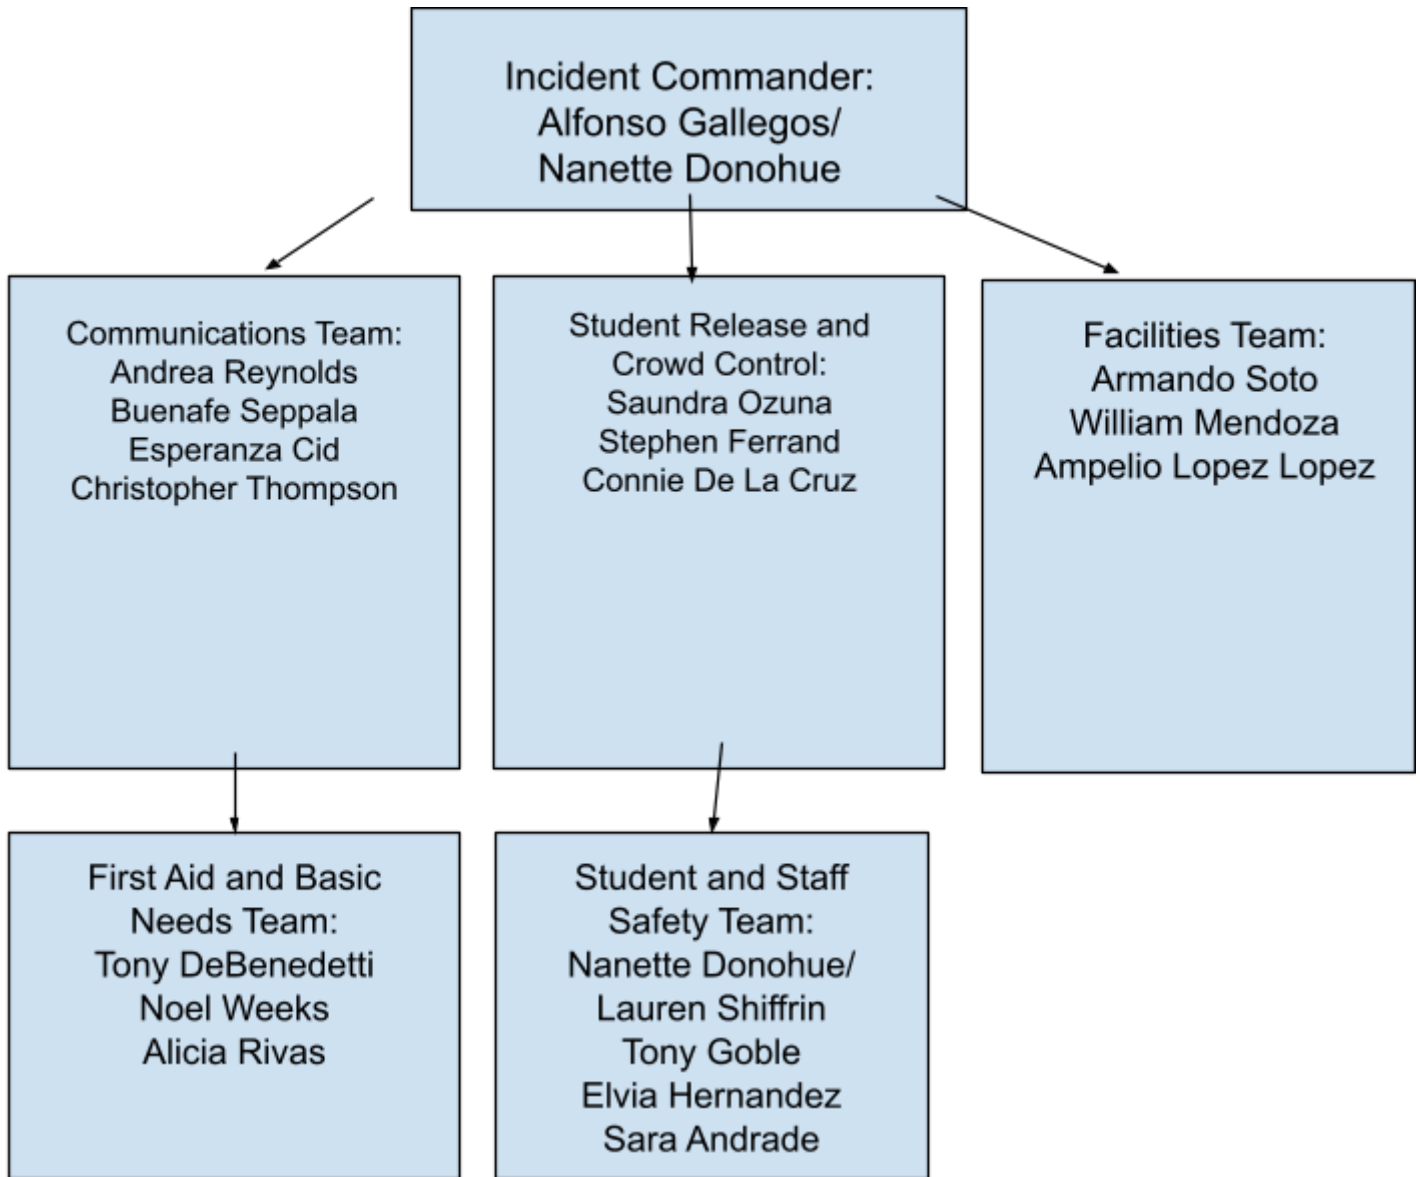 Incident Commander:
Alfonso Gallegos/
Nanette Donohue
Communications Team:
Andrea Reynolds
Buenafe Seppala
Esperanza Cid
Christopher Thompson
Student Release and
Crowd Control:
Saundra Ozuna
Stephen Ferrand
Connie De La Cruz
Facilities Team:
Armando Soto
William Mendoza
Ampelio Lopez Lopez
First Aid and Basic
Needs Team:
Tony DeBenedetti
Noel Weeks
Alicia Rivas
Student and Staff
Safety Team:
Nanette Donohue/
Lauren Shiffrin
Tony Goble
Elvia Hernandez
Sara Andrade